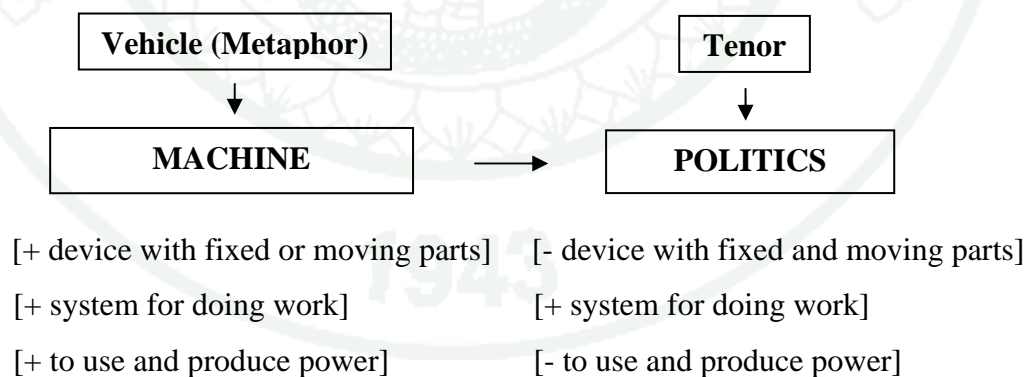 Vehicle (Metaphor) Tenor
MACHINE POLITICS
[+ device with fixed or moving parts] [- device with fixed and moving parts]
[+ system for doing work] [+ system for doing work]
[+ to use and produce power] [- to use and produce power]
1943